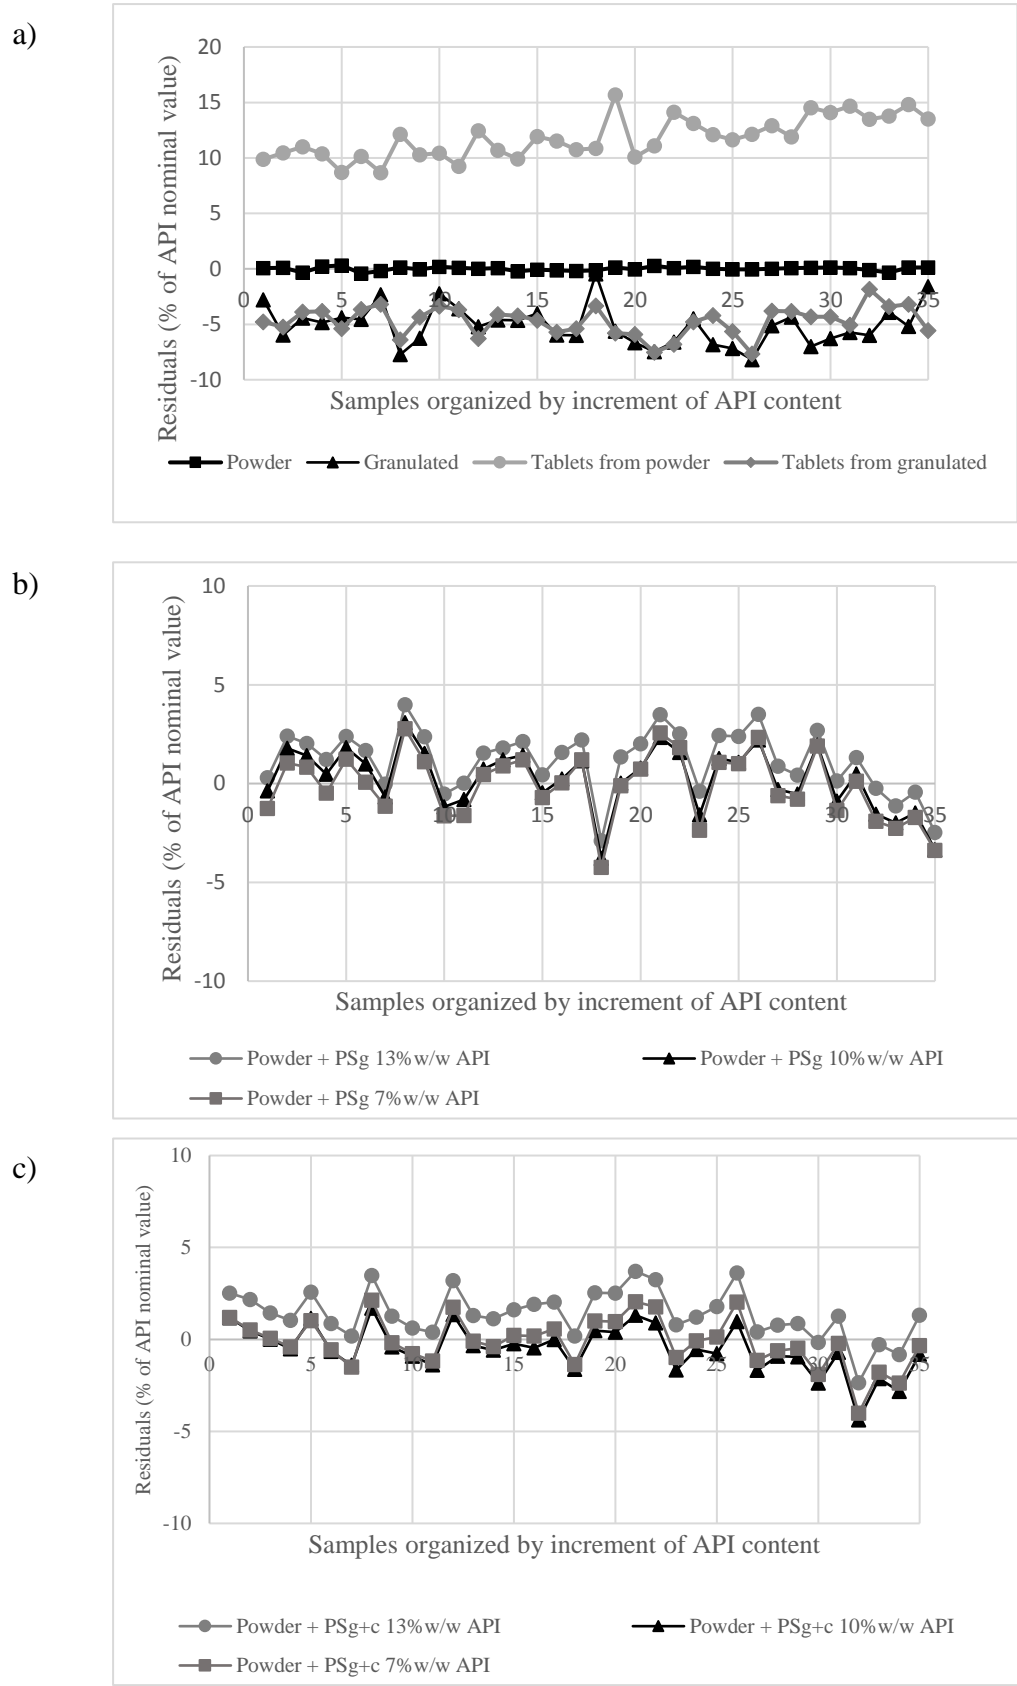 a)
Residuals (% of API nominal value)
20
15
10
5
0
-5
-10
0 5 10 15 20 25 30 35
Samples organized by increment of API content
Powder Granulated Tablets from powder Tablets from granulated
b)
Residuals (% of API nominal value)
10
5
0
-5
-10
0 5 10 15 20 25 30 35
Samples organized by increment of API content
Powder + PSg 13%w/w API Powder + PSg 10%w/w API
Powder + PSg 7%w/w API
c)
Residuals (% of API nominal value)
10
5
0
-5
-10
0 5 10 15 20 25 30 35
Samples organized by increment of API content
Powder + PSg+c 13%w/w API Powder + PSg+c 10%w/w API
Powder + PSg+c 7%w/w API